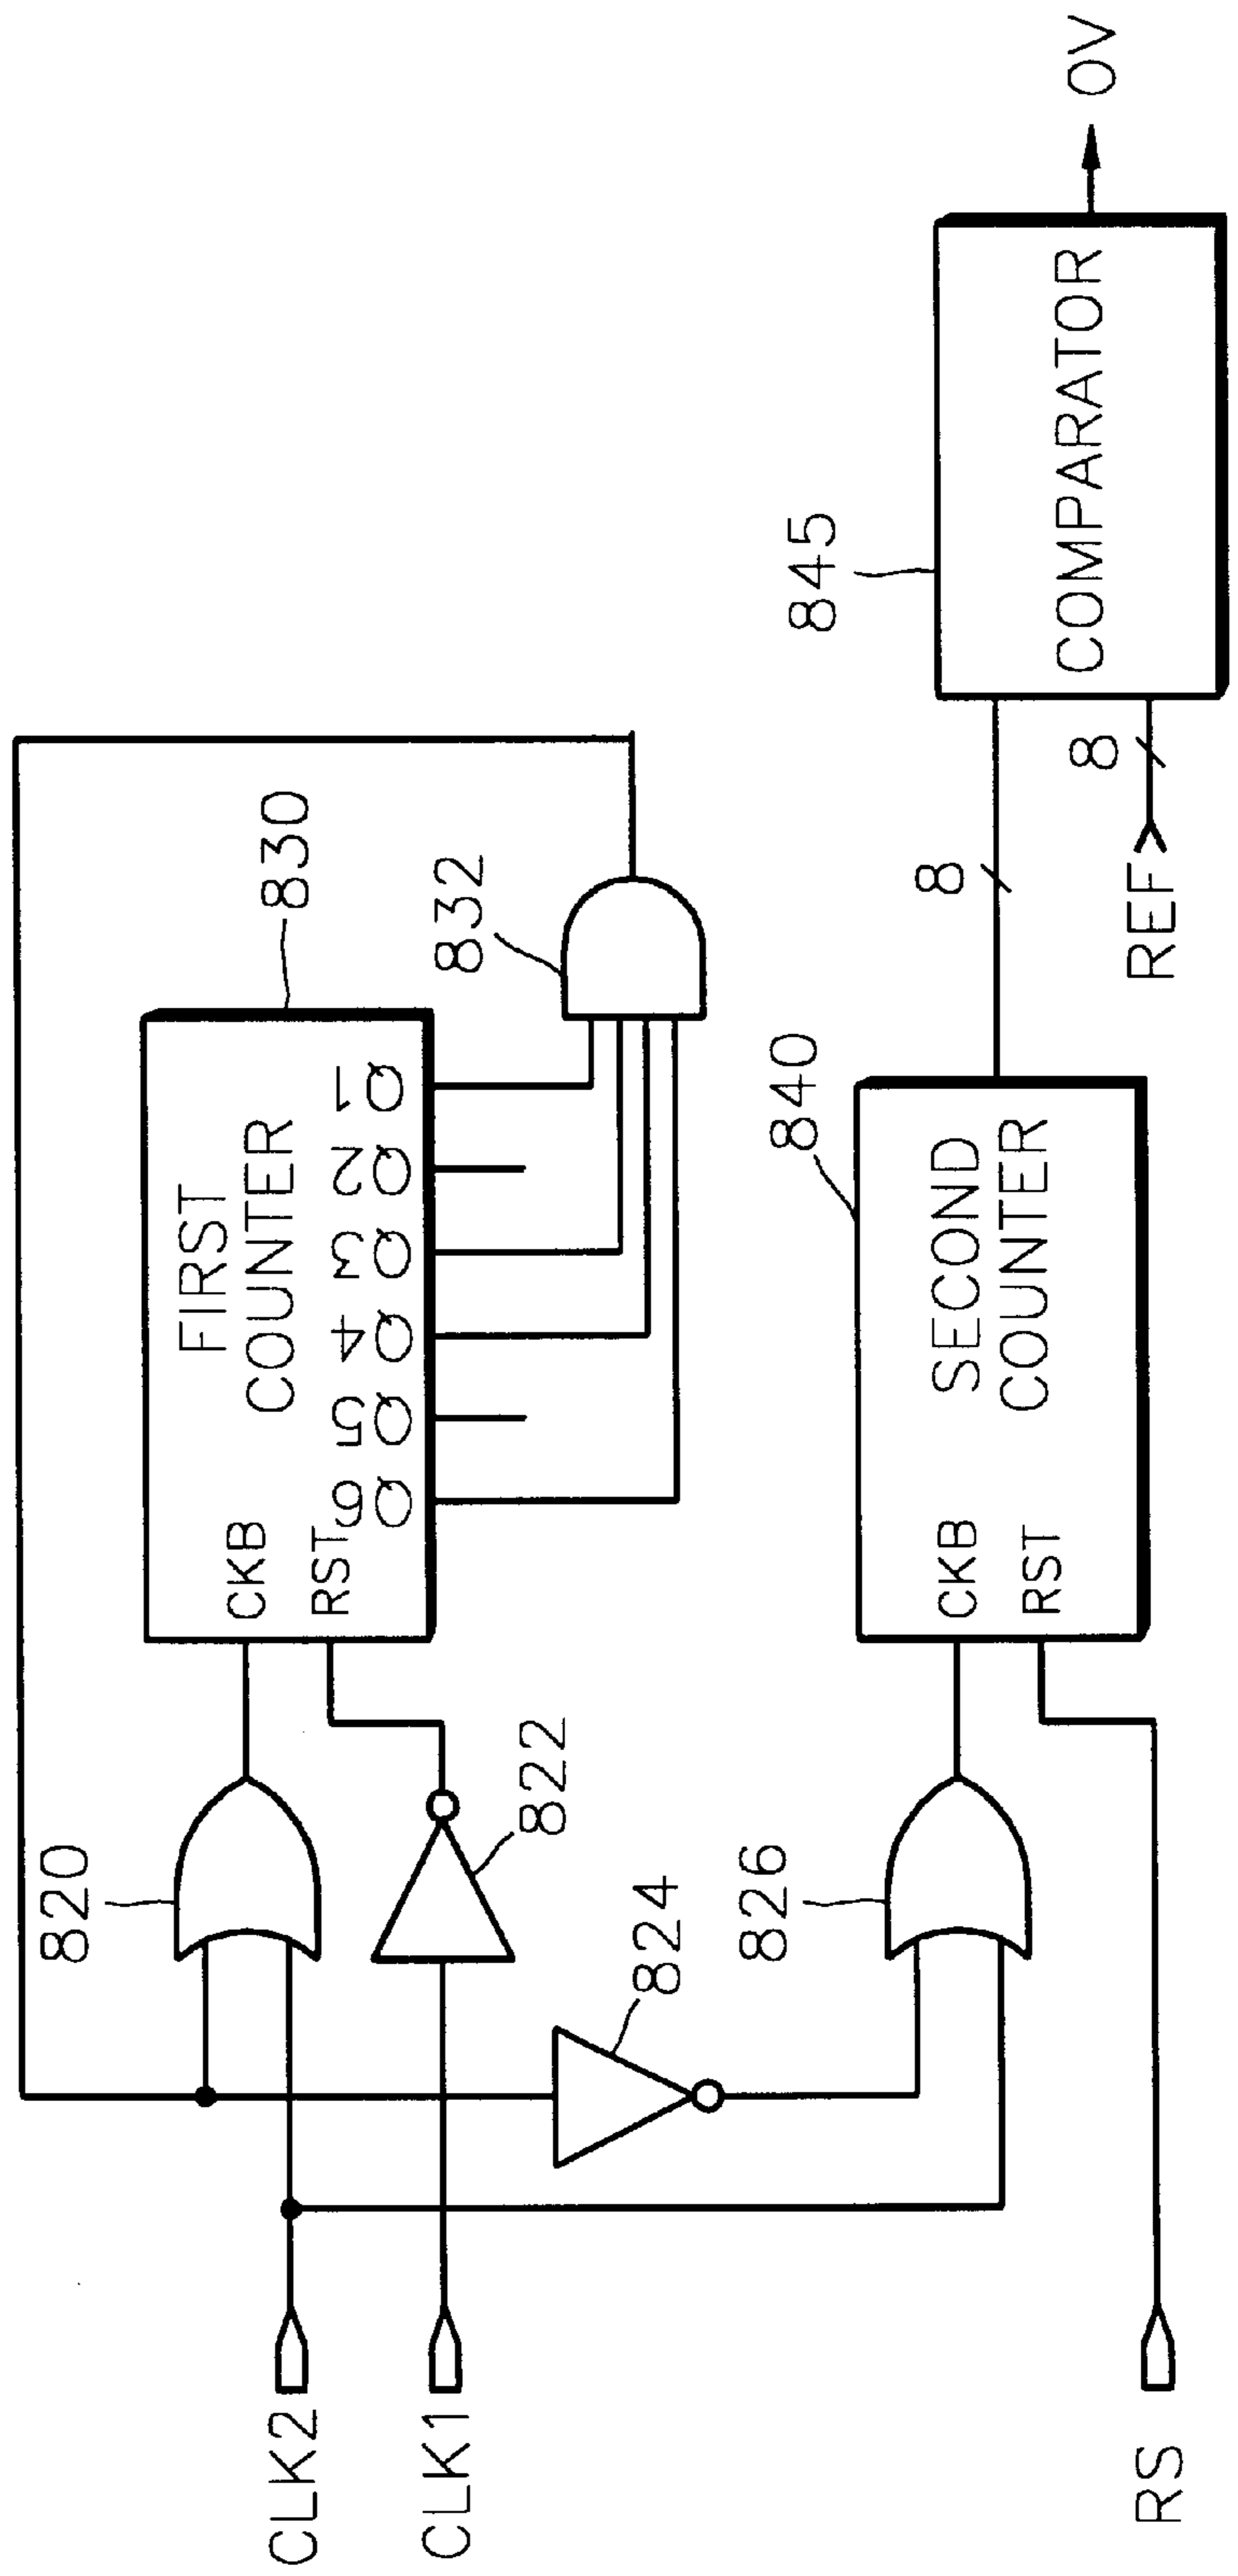 820
CLK2
CLK1
822
824
FIRST
COUNTER
CKB
RST
Q6
Q5
Q4
Q3
Q2
Q1
830
832
826
RS
SECOND
COUNTER
CKB
RST
840
8
REF
8
845
COMPARATOR
OV